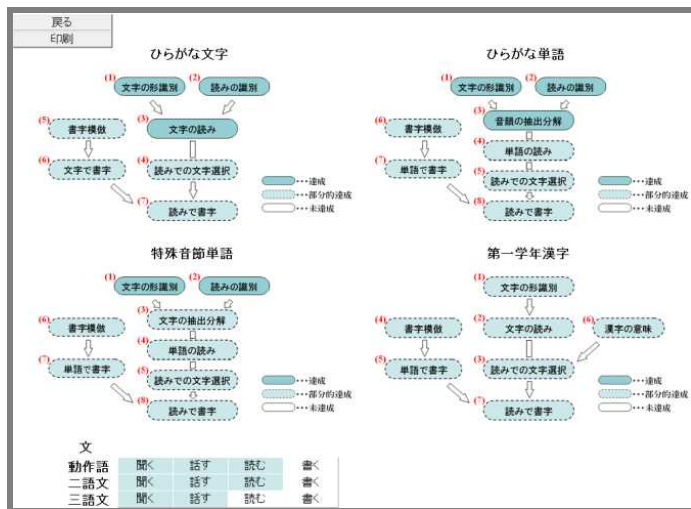 戻る
印刷
ひらがな文字
(1) 文字の形識別
(2) 読みの識別
(3) 文字の読み
(5) 書字模倣
(6) 文字で書字
(4) 読みでの文字選択
(7) 読みで書字
…達成
…部分的達成
…未達成
ひらがな単語
(1) 文字の形識別
(2) 読みの識別
(3) 音韻の抽出分解
(6) 書字模倣
(4) 単語の読み
(7) 単語で書字
(5) 読みでの文字選択
(8) 読みで書字
…達成
…部分的達成
…未達成
特殊音節単語
(1) 文字の形識別
(2) 読みの識別
(3) 文字の抽出分解
(6) 書字模倣
(4) 単語の読み
(7) 単語で書字
(5) 読みでの文字選択
(8) 読みで書字
…達成
…部分的達成
…未達成
第一学年漢字
(1) 文字の形識別
(4) 書字模倣
(2) 文字の読み
(6) 漢字の意味
(5) 単語で書字
(3) 読みでの文字選択
(7) 読みで書字
…達成
…部分的達成
…未達成
文
動作語 聞く 話す 読む 書く
二語文 聞く 話す 読む 書く
三語文 聞く 話す 読む 書く